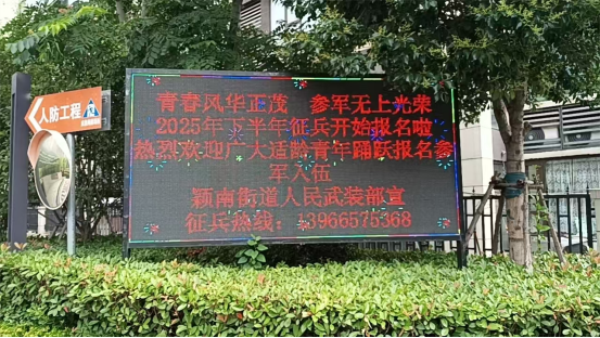 人防工程
青春风华正茂 参军无上光荣
2025年下半年征兵开始报名啦
热烈欢迎广大适龄青年踊跃报名参
军入伍
颍南街道人民武装部宣
征兵热线：13966575368